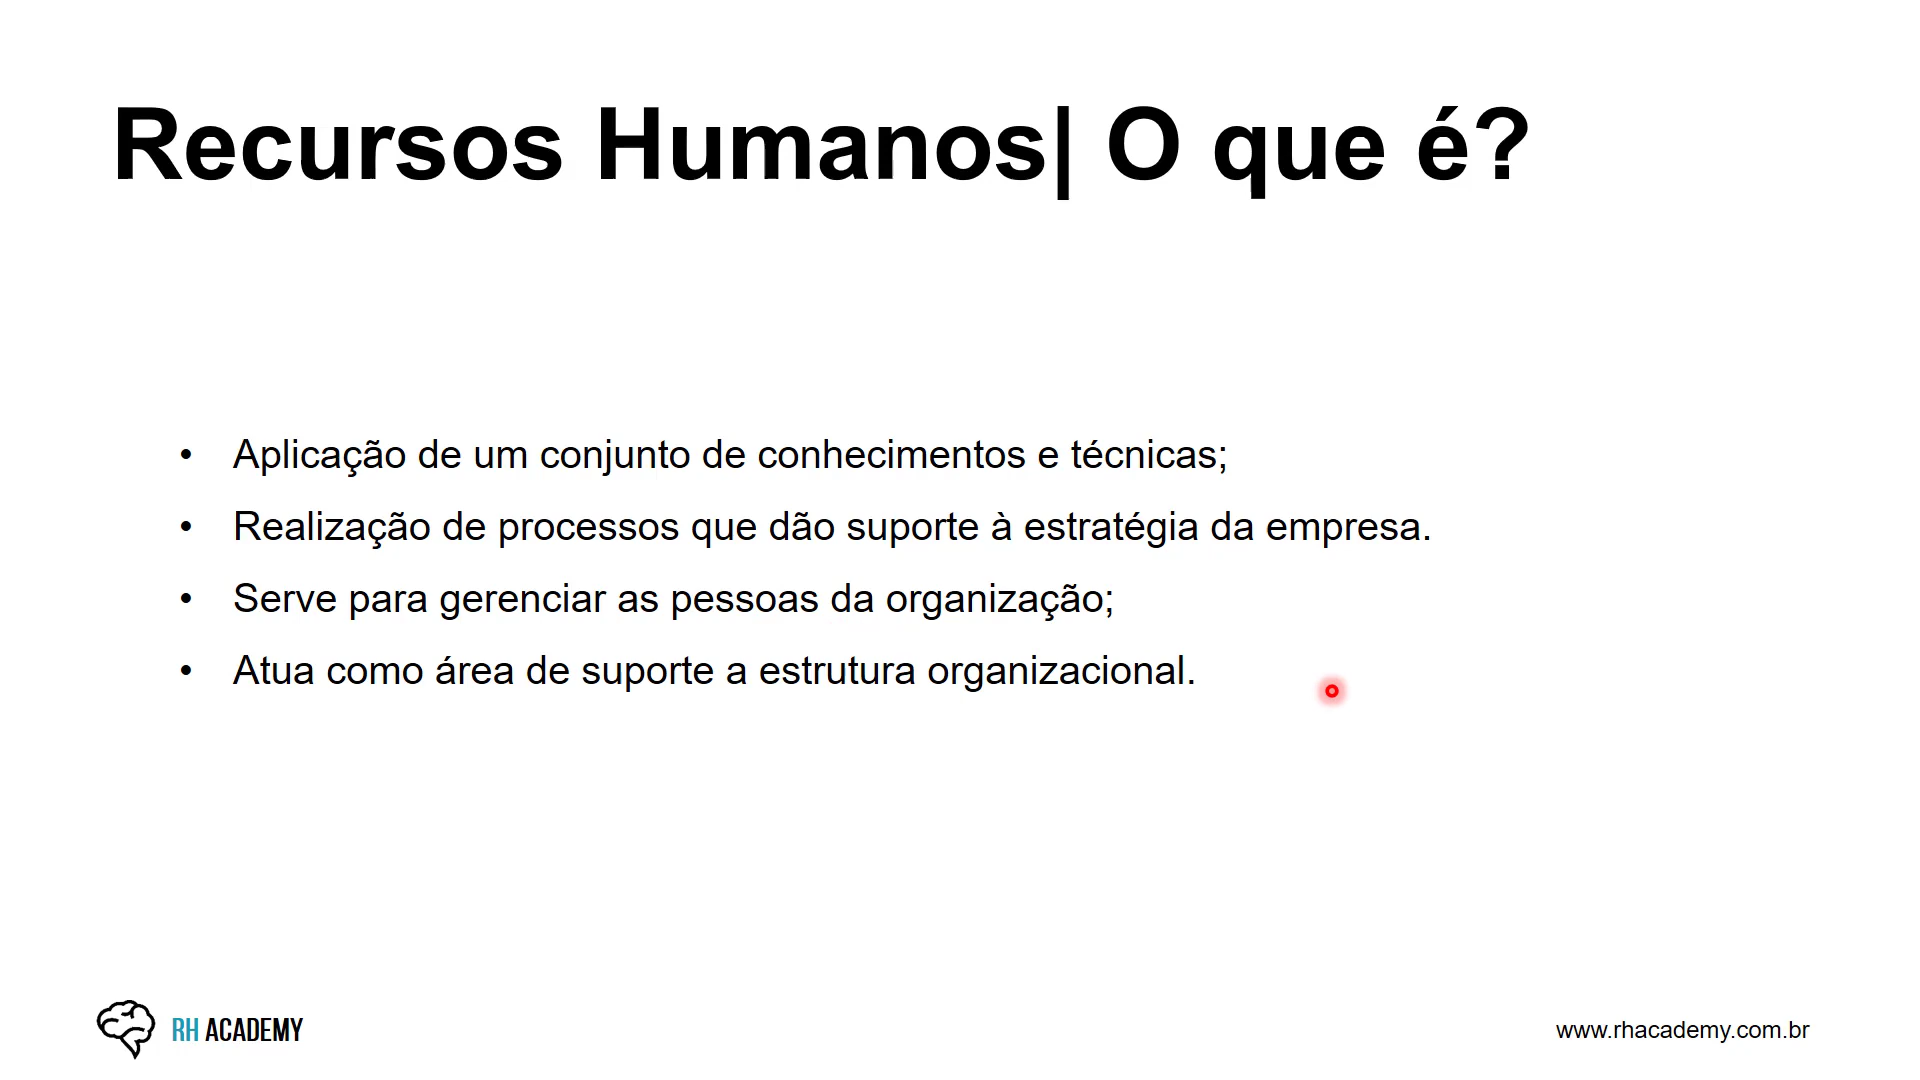 Recursos Humanos| O que é?
• Aplicação de um conjunto de conhecimentos e técnicas;
• Realização de processos que dão suporte à estratégia da empresa.
• Serve para gerenciar as pessoas da organização;
• Atua como área de suporte a estrutura organizacional.
RH ACADEMY
www.rhacademy.com.br